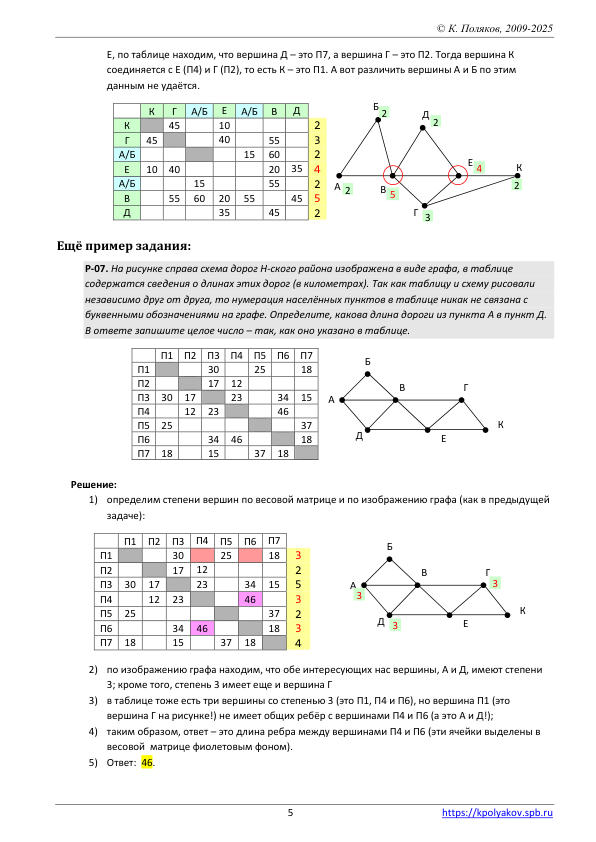 © К. Поляков, 2009-2025
Е, по таблице находим, что вершина Д – это П7, а вершина Г – это П2. Тогда вершина К
соединяется с Е (П4) и Г (П2), то есть К – это П1. А вот различить вершины А и Б по этим
данным не удаётся.
К Г А/Б Е А/Б В Д
К 45 10 2
Г 45 40 55 3
А/Б 15 60 2
Е 10 40 20 35 4
А/Б 15 55 2
В 55 60 20 55 45 5
Д 35 45 2
Б 2
Д 2
Е 4
К 2
А 2
В 5
Г 3
Ещё пример задания:
Р-07. На рисунке справа схема дорог Н-ского района изображена в виде графа, в таблице
содержатся сведения о длинах этих дорог (в километрах). Так как таблицу и схему рисовали
независимо друг от друга, то нумерация населённых пунктов в таблице никак не связана с
буквенными обозначениями на графе. Определите, какова длина дороги из пункта А в пункт Д.
В ответе запишите целое число – так, как оно указано в таблице.
П1 П2 П3 П4 П5 П6 П7
П1 30 25 18
П2 17 12
П3 30 17 23 34 15
П4 12 23 46
П5 25 37
П6 34 46 18
П7 18 15 37 18
Б
В
Г
А
Д
Е
К
Решение:
1) определим степени вершин по весовой матрице и по изображению графа (как в предыдущей
задаче):
П1 П2 П3 П4 П5 П6 П7
П1 30 25 18 3
П2 17 12 2
П3 30 17 23 34 15 5
П4 12 23 46 3
П5 25 37 2
П6 34 46 18 3
П7 18 15 37 18 4
Б
В
Г 3
А 3
Д 3
Е
К
2) по изображению графа находим, что обе интересующих нас вершины, А и Д, имеют степени
3; кроме того, степень 3 имеет еще и вершина Г
3) в таблице тоже есть три вершины со степенью 3 (это П1, П4 и П6), но вершина П1 (это
вершина Г на рисунке!) не имеет общих ребёр с вершинами П4 и П6 (а это А и Д!);
4) таким образом, ответ – это длина ребра между вершинами П4 и П6 (эти ячейки выделены в
весовой матрице фиолетовым фоном).
5) Ответ: 46.
5
https://kpolyakov.spb.ru